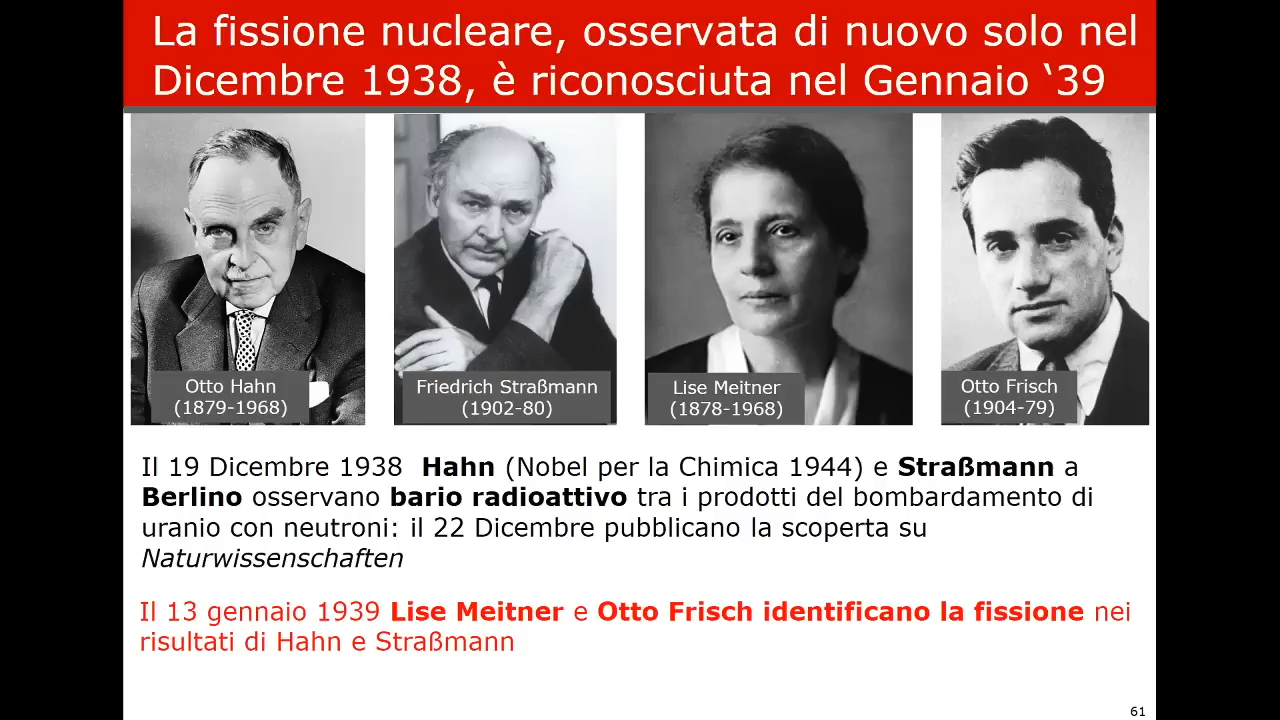 La fissione nucleare, osservata di nuovo solo nel
Dicembre 1938, è riconosciuta nel Gennaio ‘39
Otto Hahn
(1879-1968)
Friedrich Straßmann
(1902-80)
Lise Meitner
(1878-1968)
Otto Frisch
(1904-79)
Il 19 Dicembre 1938 Hahn (Nobel per la Chimica 1944) e Straßmann a
Berlino osservano bario radioattivo tra i prodotti del bombardamento di
uranio con neutroni: il 22 Dicembre pubblicano la scoperta su
Naturwissenschaften
Il 13 gennaio 1939 Lise Meitner e Otto Frisch identificano la fissione nei
risultati di Hahn e Straßmann
61